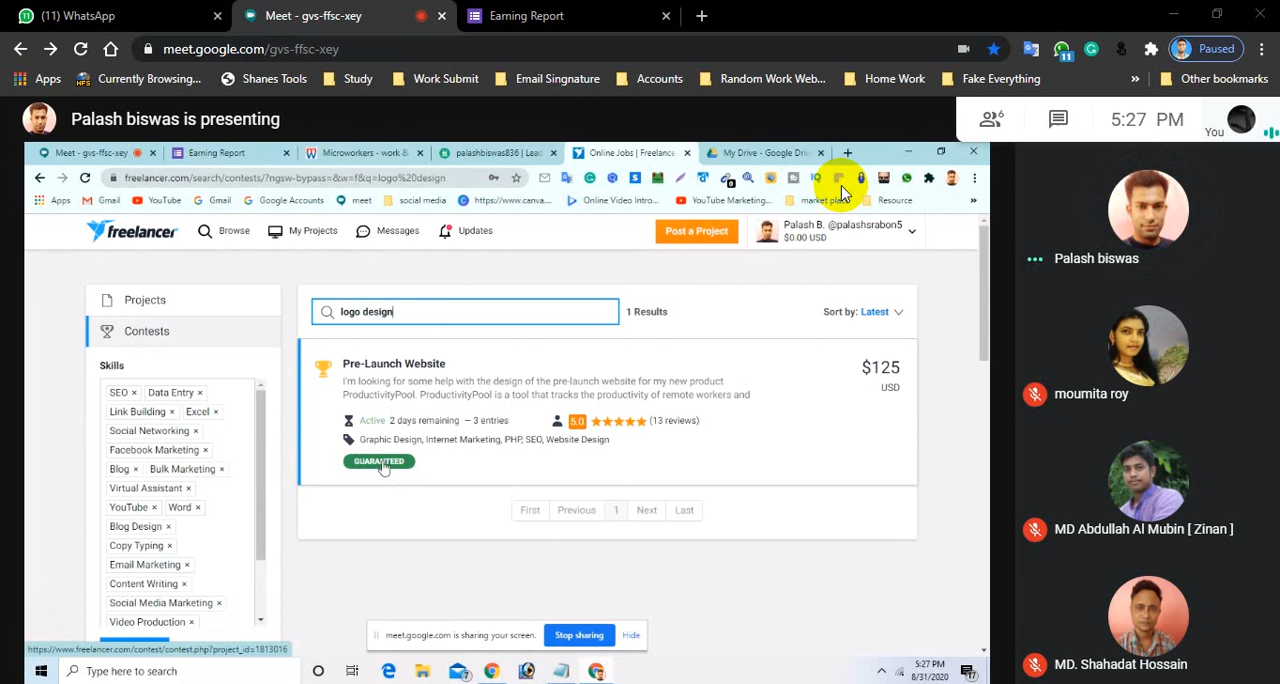 (11) WhatsApp
Meet - gvs-ffsc-xey
Earning Report
meet.google.com/gvs-ffsc-xey
11
Paused
Apps
Currently Browsing...
Shanes Tools
Study
Work Submit
Email Singnature
Accounts
Random Work Web...
Home Work
Fake Everything
»
Other bookmarks
Palash biswas is presenting
6
5:27 PM
You
Meet - gvs-ffsc-xey
Earning Report
Microworkers - work &
palashbiswas836 | Lead
Online Jobs | Freelance
My Drive - Google Driv
freelancer.com/search/contests/?ngsw-bypass=&w=f&q=logo%20design
Apps
Gmail
YouTube
Gmail
Google Accounts
meet
social media
https://www.canva...
Online Video Intro...
YouTube Marketing...
market pla
Resource
»
freelancer
Browse
My Projects
Messages
Updates
Post a Project
Palash B. @palashsrabon5
$0.00 USD
Projects
Contests
Skills
SEO ×
Data Entry ×
Link Building ×
Excel ×
Social Networking ×
Facebook Marketing ×
Blog ×
Bulk Marketing ×
Virtual Assistant ×
YouTube ×
Word ×
Blog Design ×
Copy Typing ×
Email Marketing ×
Content Writing ×
Social Media Marketing ×
Video Production ×
logo design
1 Results
Sort by: Latest
Pre-Launch Website
$125
USD
I'm looking for some help with the design of the pre-launch website for my new product
ProductivityPool. ProductivityPool is a tool that tracks the productivity of remote workers and
Active 2 days remaining – 3 entries
5.0
(13 reviews)
Graphic Design, Internet Marketing, PHP, SEO, Website Design
GUARANTEED
First
Previous
1
Next
Last
meet.google.com is sharing your screen.
Stop sharing
Hide
https://www.freelancer.com/contest/contest.php?project_id=1813016
Type here to search
5:27 PM
8/31/2020
Palash biswas
moumita roy
MD Abdullah Al Mubin [ Zinan ]
MD. Shahadat Hossain